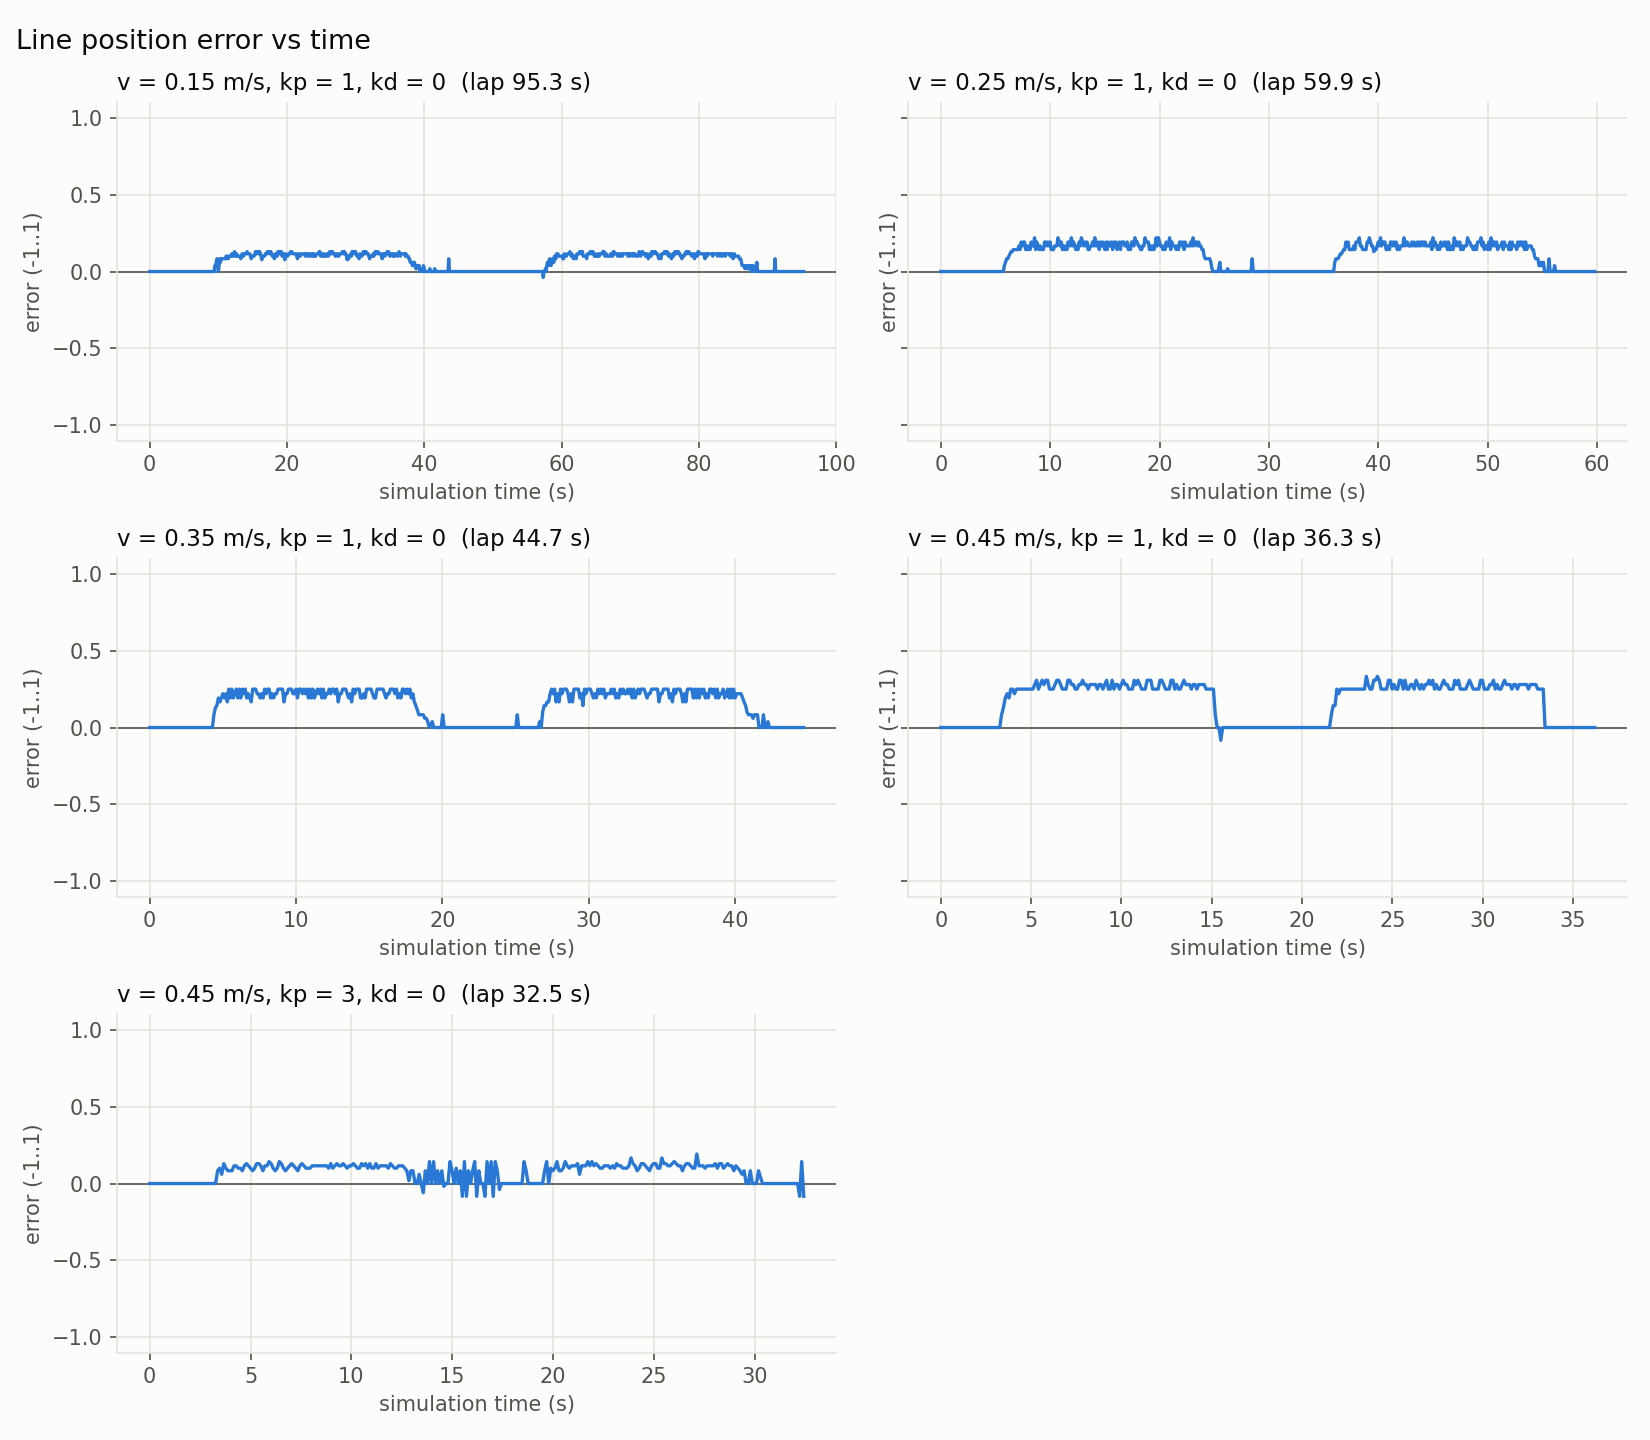 Line position error vs time
v = 0.15 m/s, kp = 1, kd = 0  (lap 95.3 s)
1.0
0.5
0.0
−0.5
−1.0
error (-1..1)
0 20 40 60 80 100
simulation time (s)
v = 0.25 m/s, kp = 1, kd = 0  (lap 59.9 s)
error (-1..1)
0 10 20 30 40 50 60
simulation time (s)
v = 0.35 m/s, kp = 1, kd = 0  (lap 44.7 s)
1.0
0.5
0.0
−0.5
−1.0
error (-1..1)
0 10 20 30 40
simulation time (s)
v = 0.45 m/s, kp = 1, kd = 0  (lap 36.3 s)
error (-1..1)
0 5 10 15 20 25 30 35
simulation time (s)
v = 0.45 m/s, kp = 3, kd = 0  (lap 32.5 s)
1.0
0.5
0.0
−0.5
−1.0
error (-1..1)
0 5 10 15 20 25 30
simulation time (s)